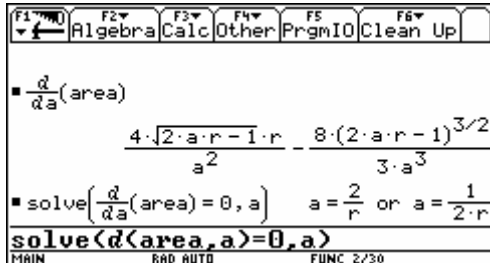 F1 F2 Algebra F3 Calc F4 Other F5 PrgmIO F6 Clean Up
■ d/da(area)
4·√(2·a·r − 1)·r/a² − 8·(2·a·r − 1)^(3/2)/(3·a³)
■ solve(d/da(area) = 0, a) a = 2/r or a = 1/(2·r)
solve(d(area,a)=0,a)
MAIN RAD AUTO FUNC 2/30